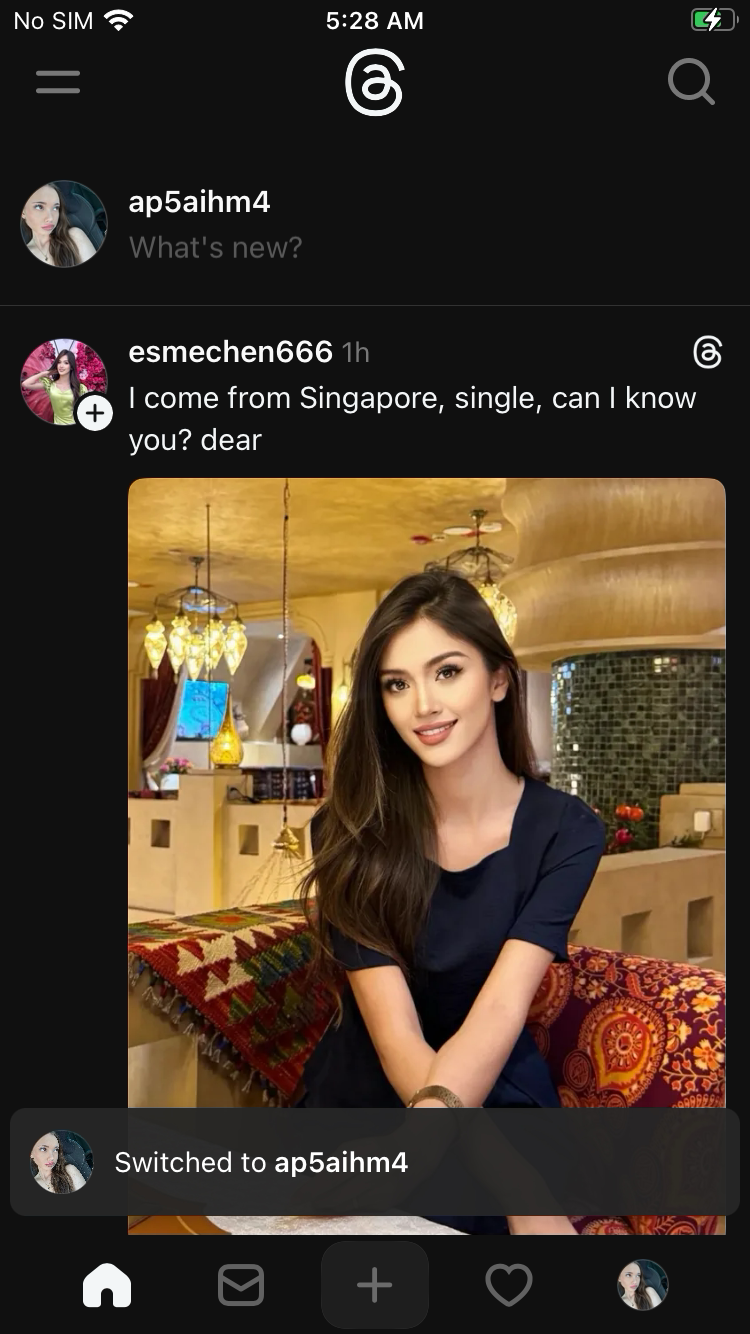 No SIM 5:28 AM
ap5aihm4
What's new?
esmechen666 1h
I come from Singapore, single, can I know
you? dear
Switched to ap5aihm4